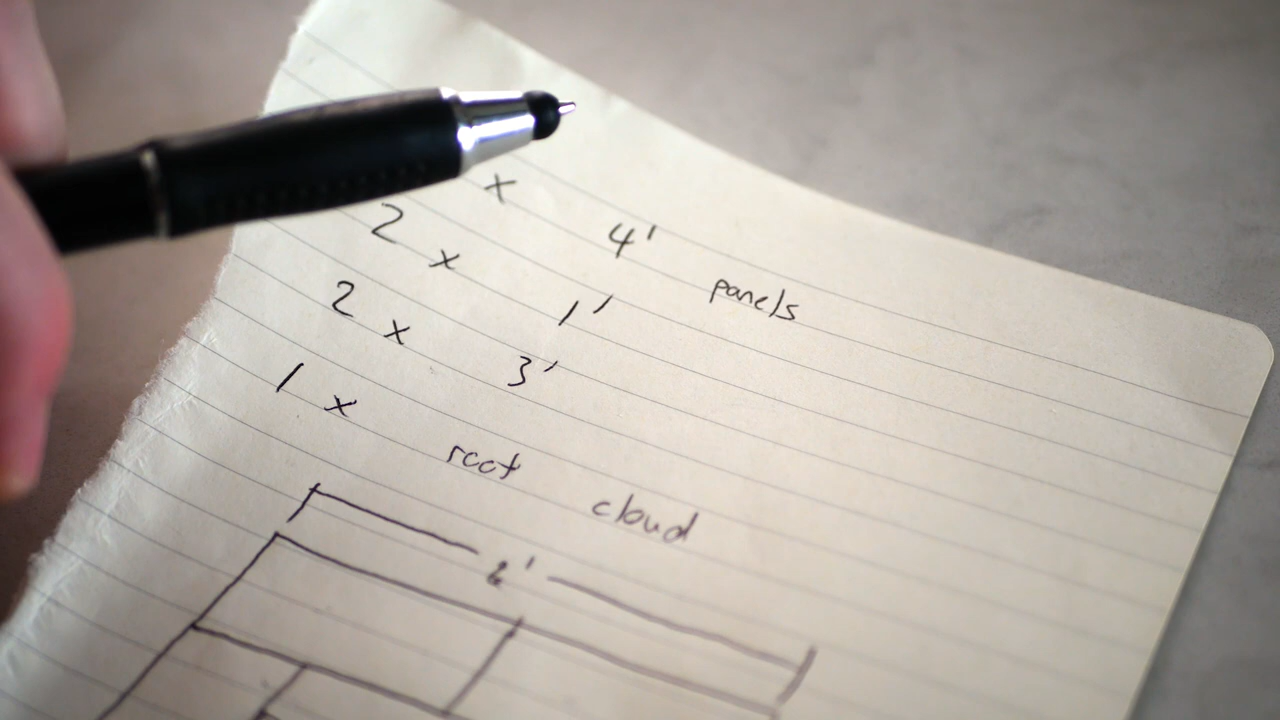 x 4' panels
2 x 1'
2 x 3'
1 x roof cloud